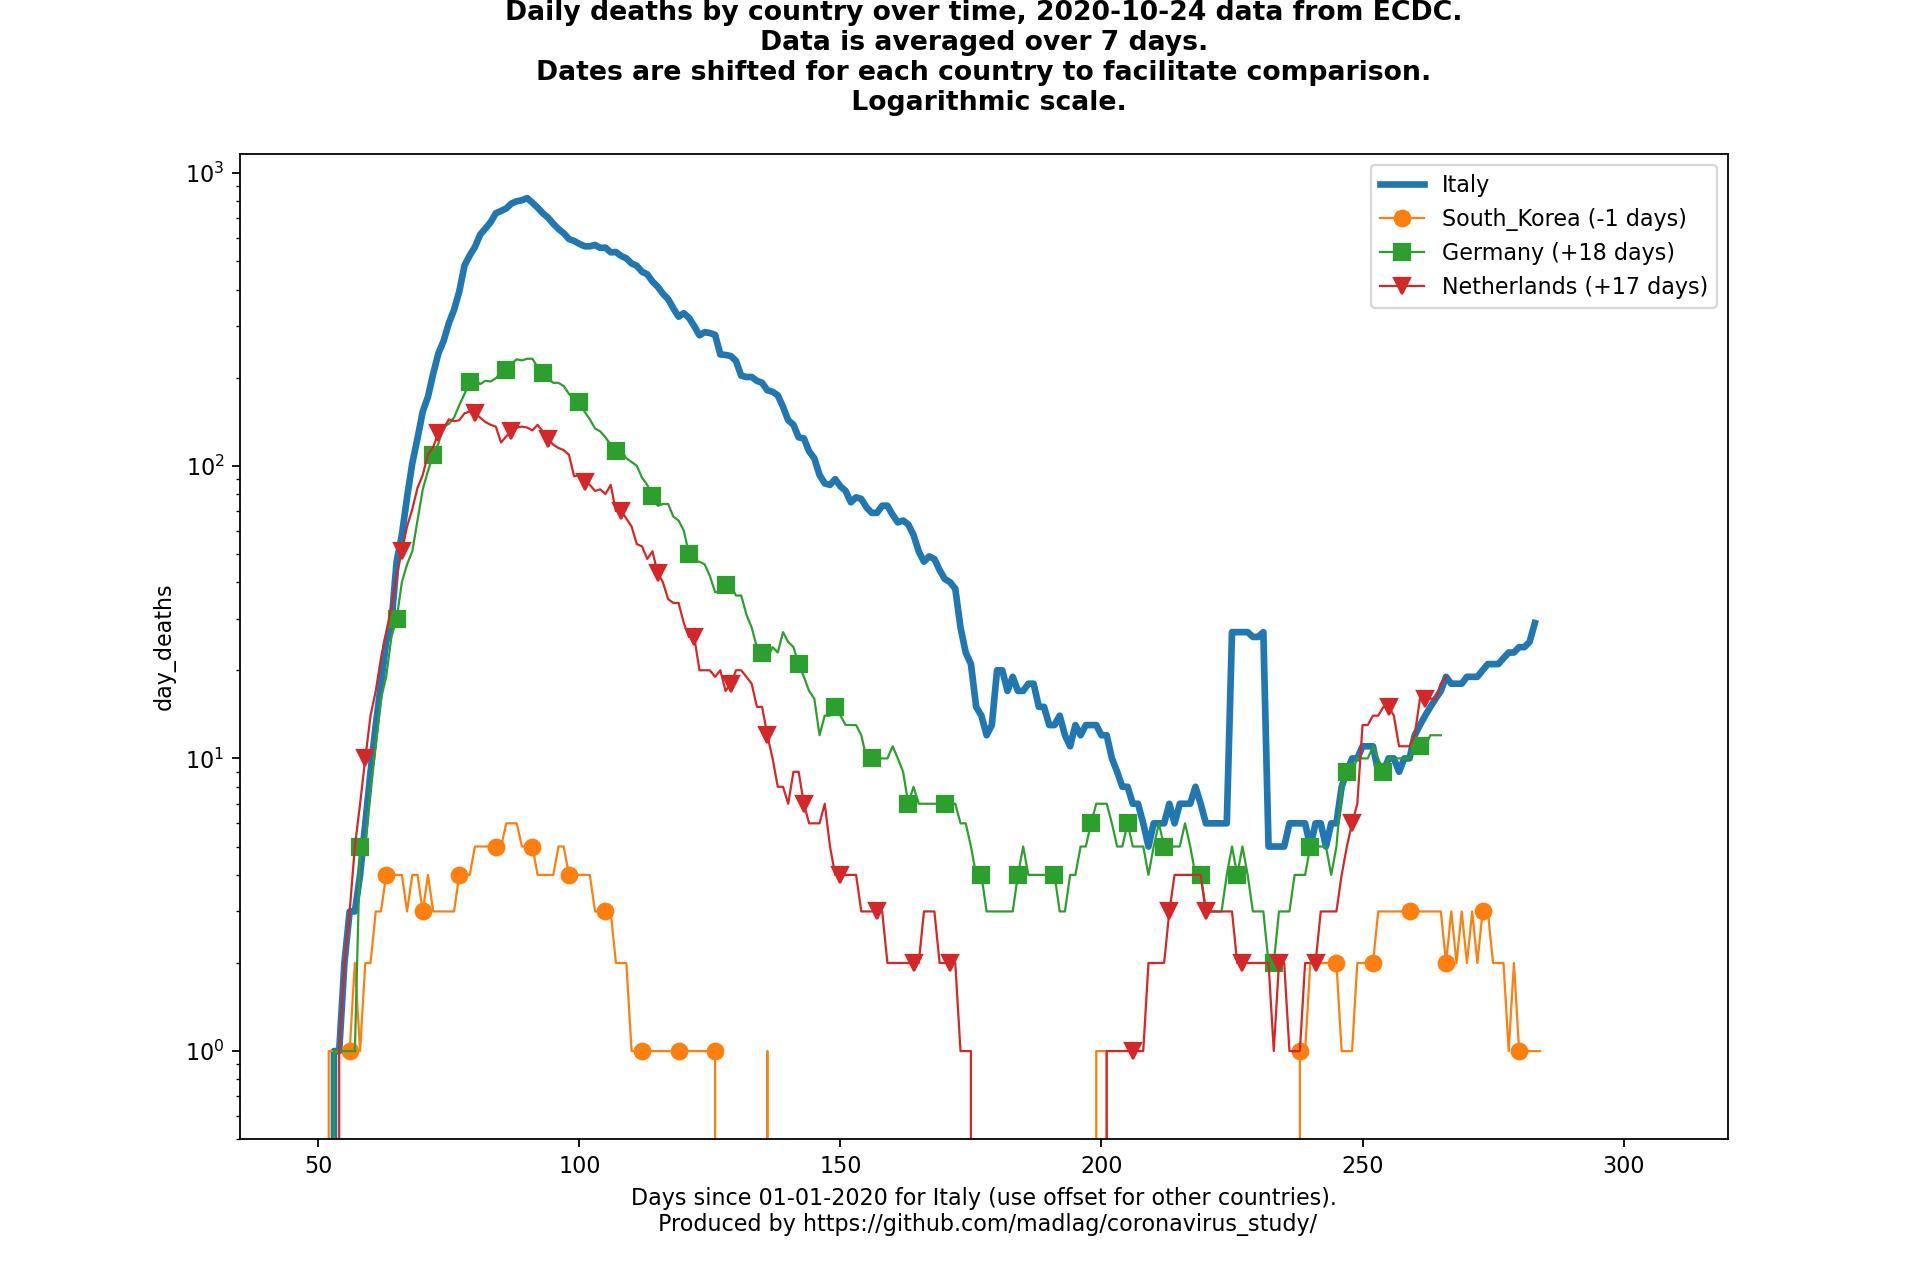 Daily deaths by country over time, 2020-10-24 data from ECDC.
Data is averaged over 7 days.
Dates are shifted for each country to facilitate comparison.
Logarithmic scale.
Italy
South_Korea (-1 days)
Germany (+18 days)
Netherlands (+17 days)
10³
10²
10¹
10⁰
day_deaths
50 100 150 200 250 300
Days since 01-01-2020 for Italy (use offset for other countries).
Produced by https://github.com/madlag/coronavirus_study/